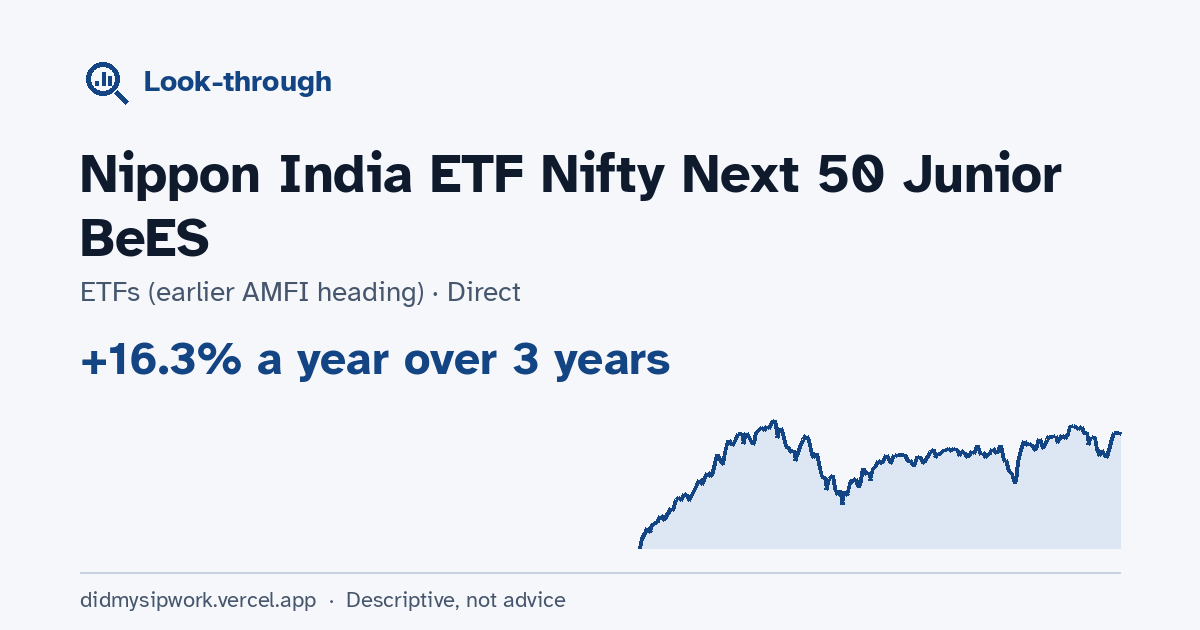 Look-through
Nippon India ETF Nifty Next 50 Junior
BeES
ETFs (earlier AMFI heading) · Direct
+16.3% a year over 3 years
didmysipwork.vercel.app · Descriptive, not advice